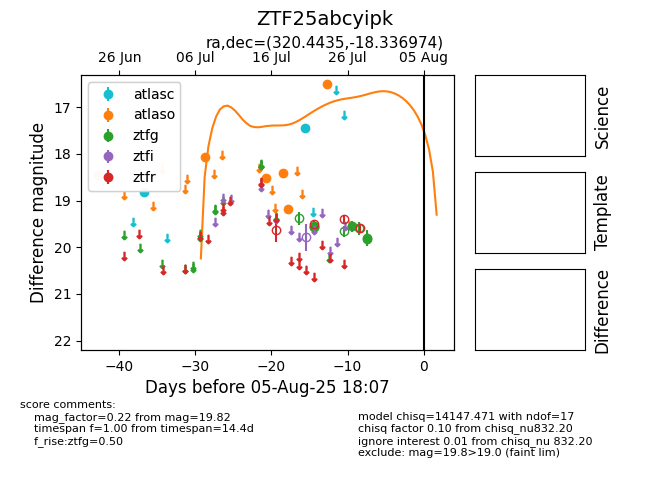 ZTF25abcyipk
ra,dec=(320.4435,-18.336974)
26 Jun 06 Jul 16 Jul 26 Jul 05 Aug
atlasc
atlaso
ztfg
ztfi
ztfr
17
18
19
20
21
22
Difference magnitude
−40 −30 −20 −10 0
Days before 05-Aug-25 18:07
Science
Template
Difference
score comments:
mag_factor=0.22 from mag=19.82
timespan f=1.00 from timespan=14.4d
f_rise:ztfg=0.50
model chisq=14147.471 with ndof=17
chisq factor 0.10 from chisq_nu832.20
ignore interest 0.01 from chisq_nu 832.20
exclude: mag=19.8>19.0 (faint lim)